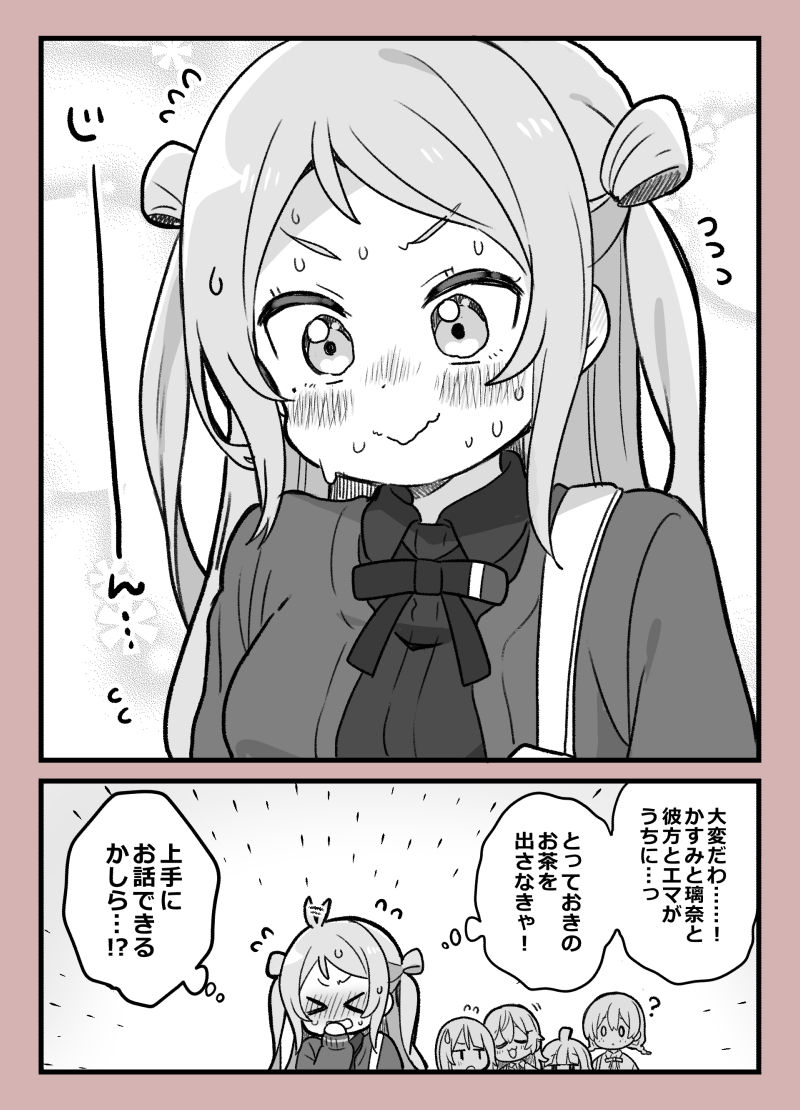 じーーん…
大変だわ……！
かすみと璃奈と
彼方とエマが
うちに…っ
とっておきの
お茶を
出さなきゃ！
上手に
お話できる
かしら…!?
?